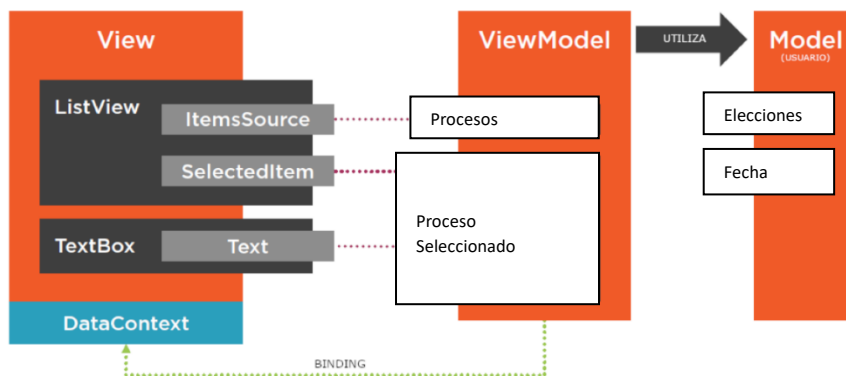 View
ListView
ItemsSource
SelectedItem
TextBox
Text
DataContext
BINDING
ViewModel
Procesos
Proceso
Seleccionado
UTILIZA
Model
(USUARIO)
Elecciones
Fecha